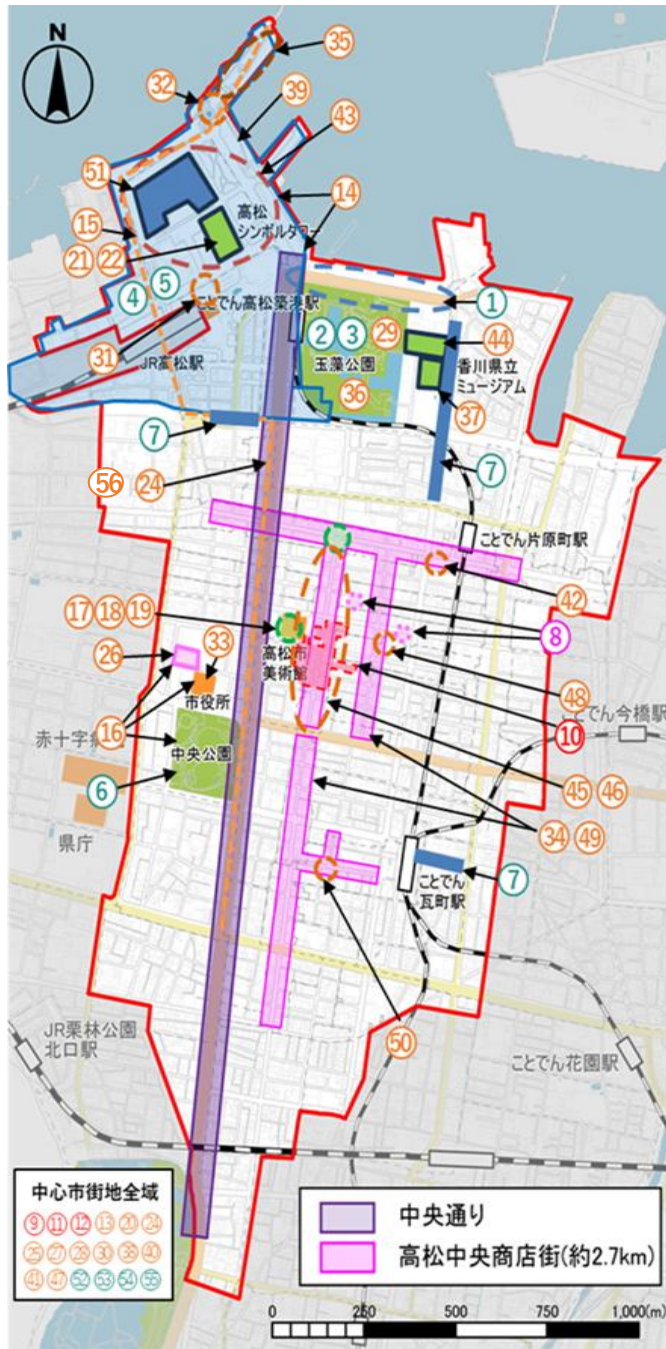 N
㉟
㉜
㊴
㊸
51
⑭
⑮
高松
シンボルタワー
㉑ ㉒
④ ⑤
ことでん高松築港駅
①
② ③ ㉙
㊹
玉藻公園
香川県立
ミュージアム
㉛
JR高松駅
㊱
㊲
⑦
⑦
56 ㉔
ことでん片原町駅
㊷
⑰ ⑱ ⑲
⑧
㉖
㉝
高松市
美術館
市役所
㊽
⑯
赤十字病
ことでん今橋駅
⑩
中央公園
⑥
㊺ ㊻
県庁
㉞ ㊾
ことでん
瓦町駅
⑦
㊿
JR栗林公園
北口駅
ことでん花園駅
中心市街地全域
⑨ ⑪ ⑫ ⑬ ⑳ ㉔
㉕ ㉗ ㉘ ㉚ ㊳ ㊵
㊶ ㊼ 52 53 54 55
中央通り
高松中央商店街(約2.7km)
0 250 500 750 1,000(m)